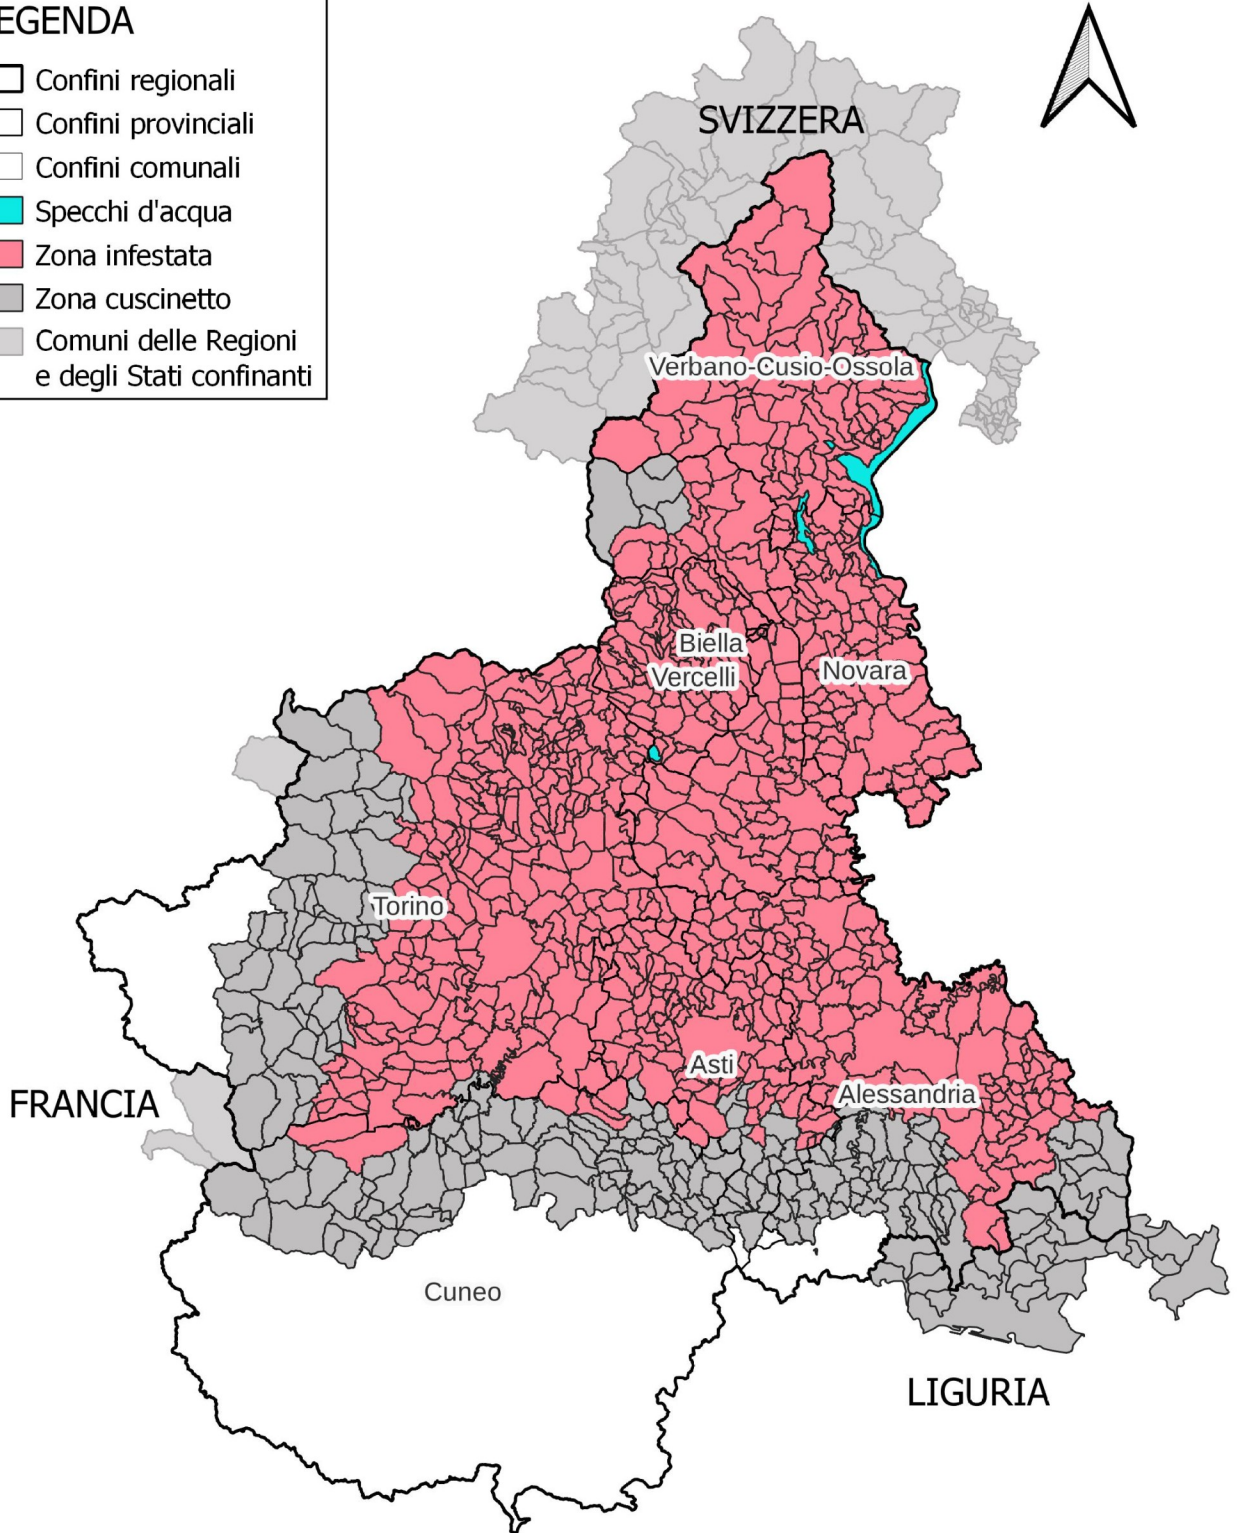 EGENDA
Confini regionali
Confini provinciali
Confini comunali
Specchi d'acqua
Zona infestata
Zona cuscinetto
Comuni delle Regioni
e degli Stati confinanti
SVIZZERA
Verbano-Cusio-Ossola
Biella
Vercelli
Novara
Torino
Asti
Alessandria
FRANCIA
Cuneo
LIGURIA